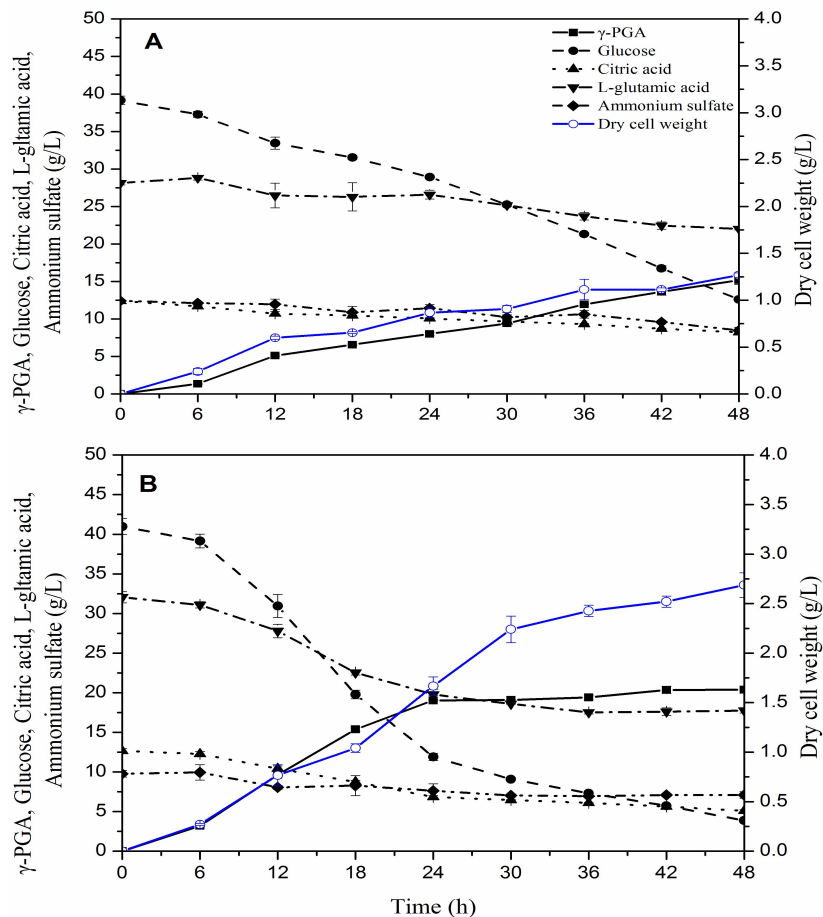 A
γ-PGA
Glucose
Citric acid
L-glutamic acid
Ammonium sulfate
Dry cell weight
γ-PGA, Glucose, Citric acid, L-gltamic acid,
Ammonium sulfate (g/L)
50
45
40
35
30
25
20
15
10
5
0
4.0
3.5
3.0
2.5
2.0
1.5
1.0
0.5
0.0
Dry cell weight (g/L)
0 6 12 18 24 30 36 42 48
B
γ-PGA, Glucose, Citric acid, L-gltamic acid,
Ammonium sulfate (g/L)
50
45
40
35
30
25
20
15
10
5
0
4.0
3.5
3.0
2.5
2.0
1.5
1.0
0.5
0.0
Dry cell weight (g/L)
0 6 12 18 24 30 36 42 48
Time (h)